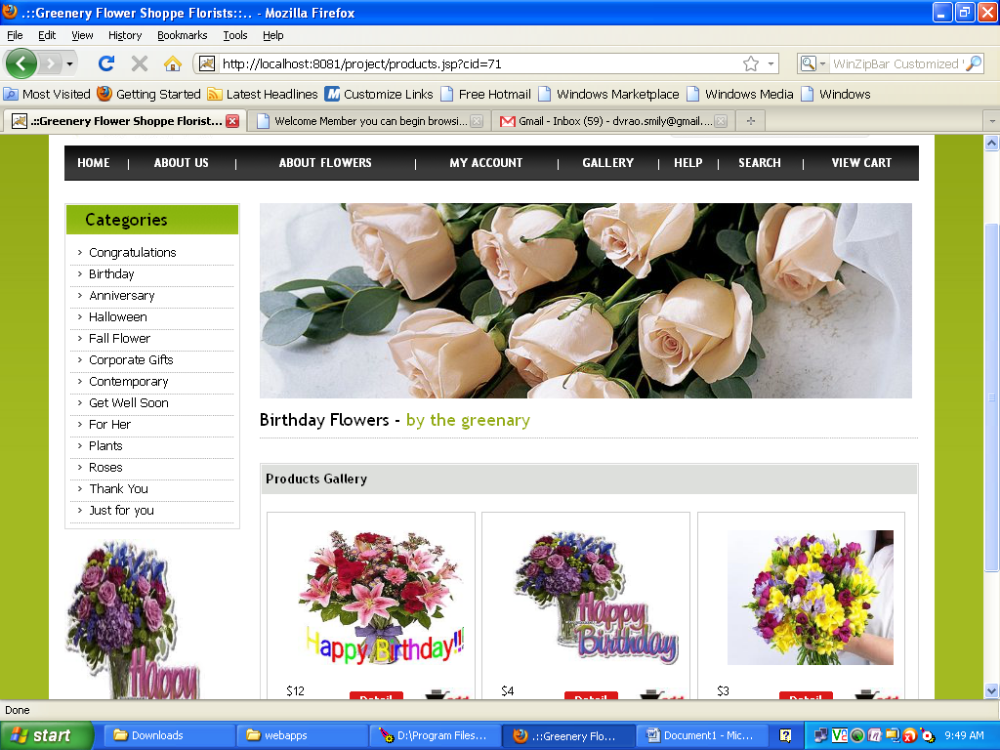 .::Greenery Flower Shoppe Florists::.. - Mozilla Firefox
File Edit View History Bookmarks Tools Help
http://localhost:8081/project/products.jsp?cid=71
WinZipBar Customized
Most Visited Getting Started Latest Headlines Customize Links Free Hotmail Windows Marketplace Windows Media Windows
.::Greenery Flower Shoppe Florist... Welcome Member you can begin browsi... Gmail - Inbox (59) - dvrao.smily@gmail....
HOME | ABOUT US | ABOUT FLOWERS | MY ACCOUNT | GALLERY | HELP | SEARCH | VIEW CART
Categories
› Congratulations
› Birthday
› Anniversary
› Halloween
› Fall Flower
› Corporate Gifts
› Contemporary
› Get Well Soon
› For Her
› Plants
› Roses
› Thank You
› Just for you
Happy
Birthday Flowers - by the greenary
Products Gallery
Happy Birthday!!!
Happy
Birthday
$12 Detail
$4 Detail
$3 Detail
Done
start Downloads webapps D:\Program Files... .::Greenery Flo... Document1 - Mic... 9:49 AM